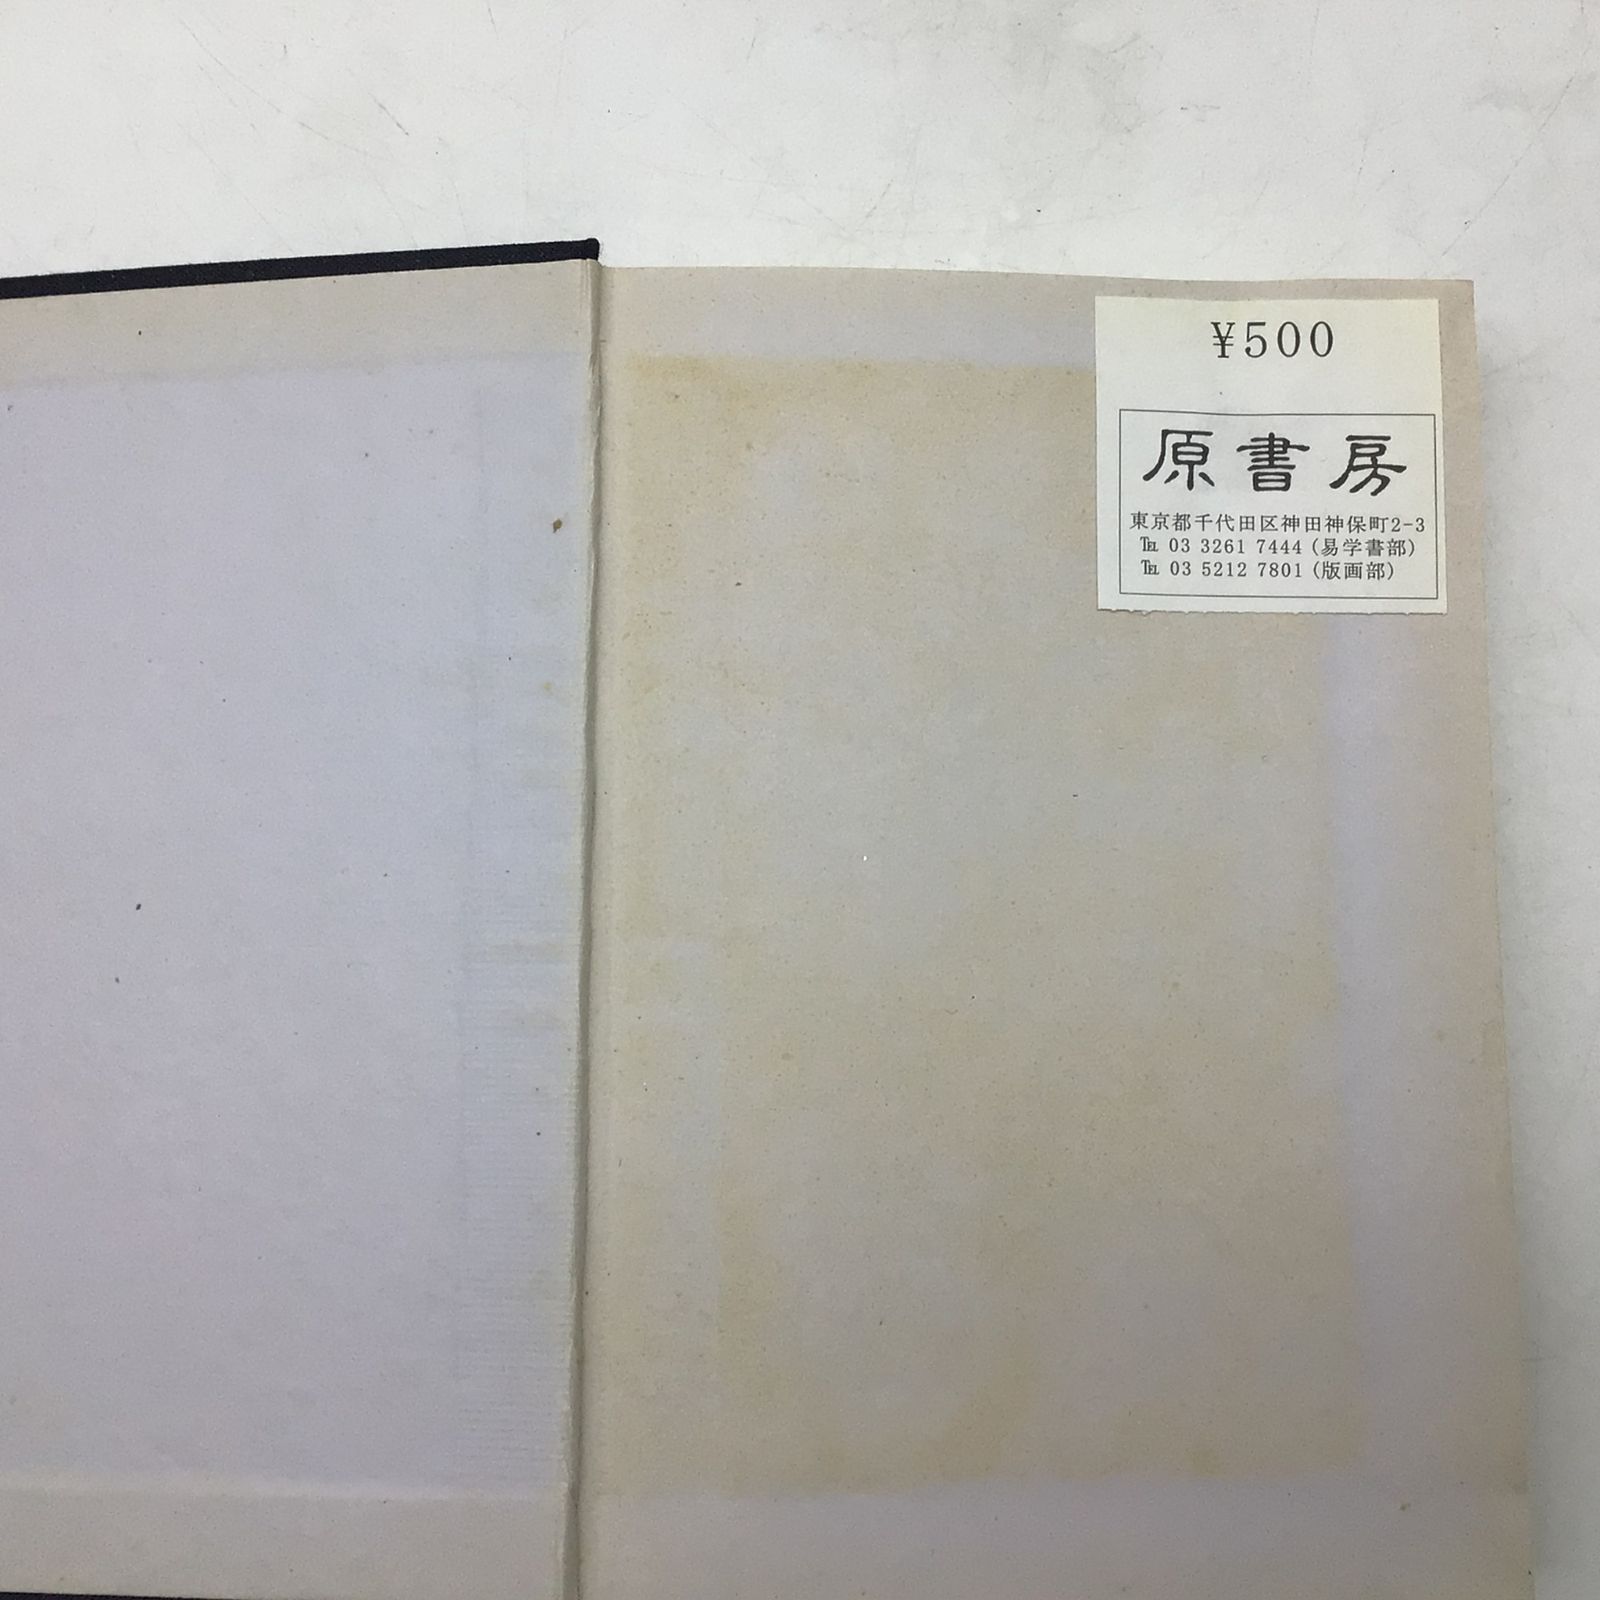 ¥500
原書房
東京都千代田区神田神保町2-3
℡ 03 3261 7444 (易学書部)
℡ 03 5212 7801 (版画部)